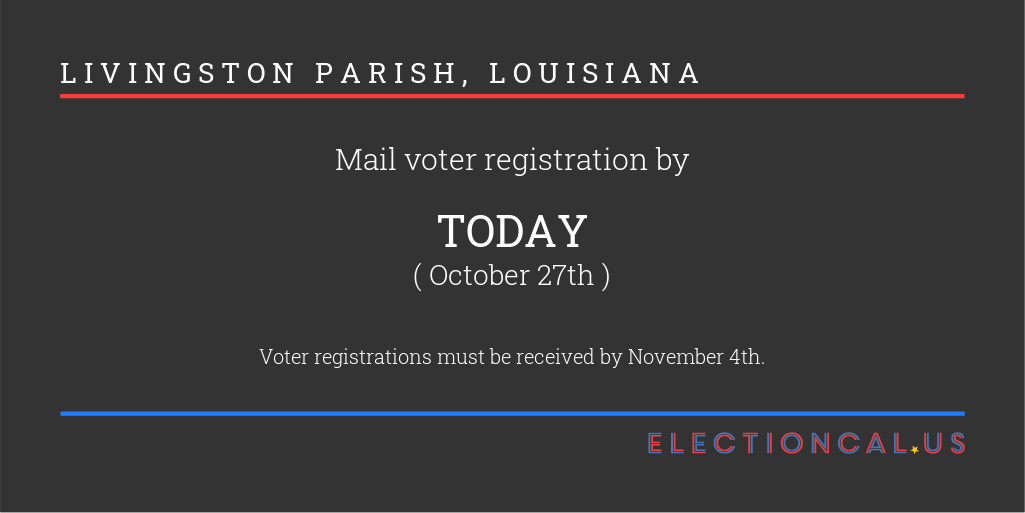 LIVINGSTON PARISH, LOUISIANA
Mail voter registration by
TODAY
( October 27th )
Voter registrations must be received by November 4th.
ELECTIONCAL.US